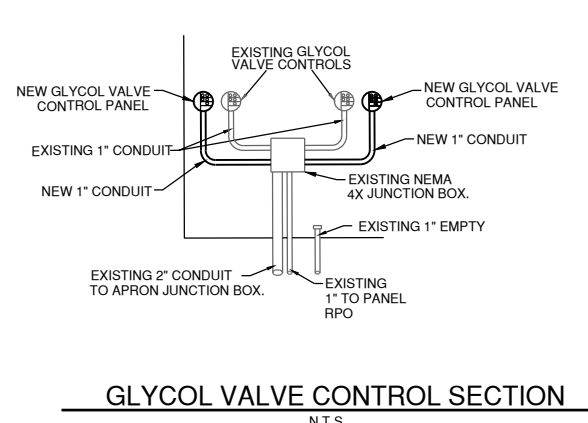 EXISTING GLYCOL
VALVE CONTROLS
NEW GLYCOL VALVE
CONTROL PANEL
NEW GLYCOL VALVE
CONTROL PANEL
EXISTING 1" CONDUIT
NEW 1" CONDUIT
NEW 1" CONDUIT
EXISTING NEMA
4X JUNCTION BOX.
EXISTING 1" EMPTY
EXISTING 2" CONDUIT
TO APRON JUNCTION BOX.
EXISTING
1" TO PANEL
RPO
GLYCOL VALVE CONTROL SECTION
N.T.S.